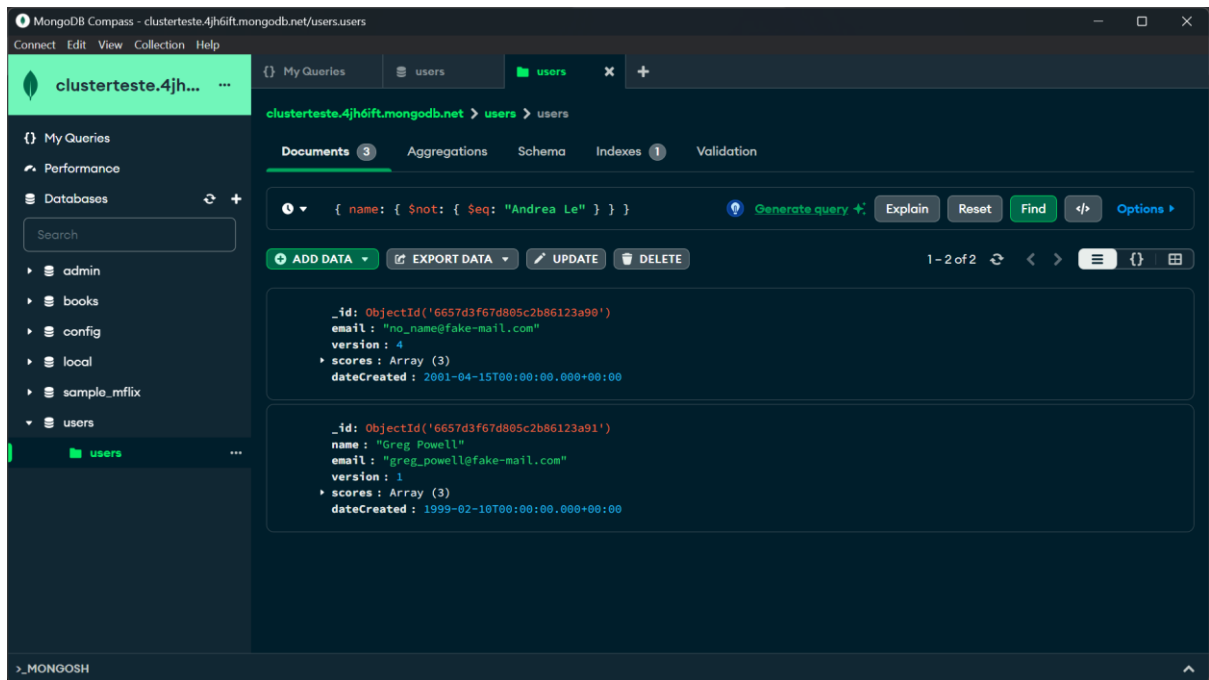 MongoDB Compass - clusterteste.4jh6ift.mongodb.net/users.users
Connect Edit View Collection Help
clusterteste.4jh... ...
{} My Queries
Performance
Databases
Search
admin
books
config
local
sample_mflix
users
users ...
{} My Queries
users
users
clusterteste.4jh6ift.mongodb.net > users > users
Documents 3 Aggregations Schema Indexes 1 Validation
{ name: { $not: { $eq: "Andrea Le" } } } Generate query Explain Reset Find </> Options
ADD DATA EXPORT DATA UPDATE DELETE 1 – 2 of 2 {}
_id: ObjectId('6657d3f67d805c2b86123a90')
email : "no_name@fake-mail.com"
version : 4
scores : Array (3)
dateCreated : 2001-04-15T00:00:00.000+00:00
_id: ObjectId('6657d3f67d805c2b86123a91')
name : "Greg Powell"
email : "greg_powell@fake-mail.com"
version : 1
scores : Array (3)
dateCreated : 1999-02-10T00:00:00.000+00:00
>_MONGOSH